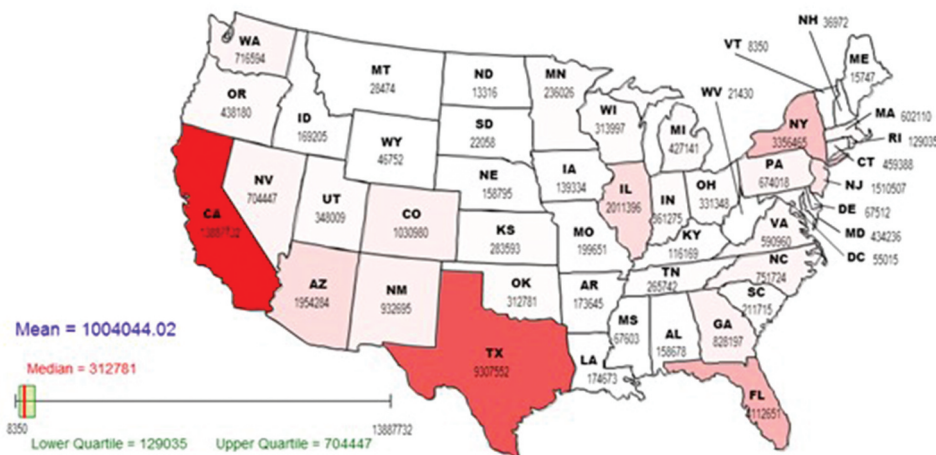 NH 36972
VT 8350
WA
716594
MT
28474
ND
13316
MN
236026
ME
15747
OR
438180
ID
169205
WY
46752
SD
22058
WI
313997
MI
427141
WV 21430
NY
3356465
MA 602110
RI 129035
CT 459388
NJ 1510507
DE 67512
MD 434236
DC 55015
NV
704447
UT
348009
CO
1030980
NE
158795
IA
139334
IL
2011396
IN
361275
OH
331348
PA
674018
CA
13887732
KS
283593
MO
199651
KY
116169
VA
590960
AZ
1954284
NM
932695
OK
312781
AR
173645
TN
265742
NC
751724
SC
211715
MS
67603
AL
158678
GA
828197
TX
9307552
LA
174673
FL
4112651
Mean = 1004044.02
Median = 312781
8350
13887732
Lower Quartile = 129035 Upper Quartile = 704447